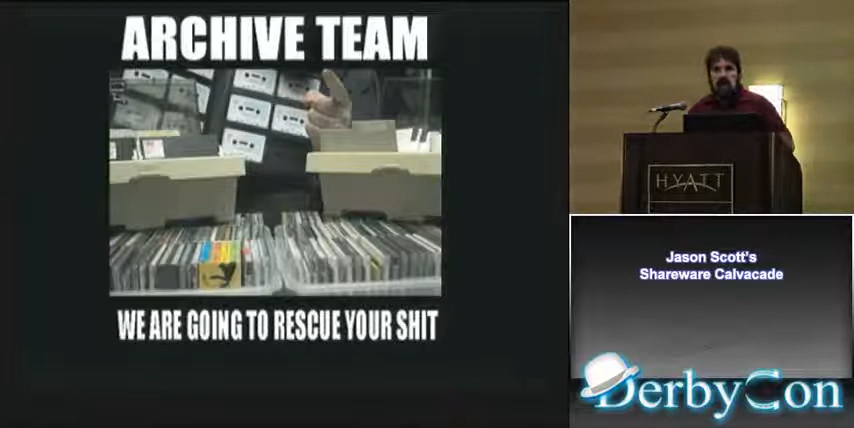 ARCHIVE TEAM
WE ARE GOING TO RESCUE YOUR SHIT
HYATT
Jason Scott's
Shareware Calvacade
DerbyCon